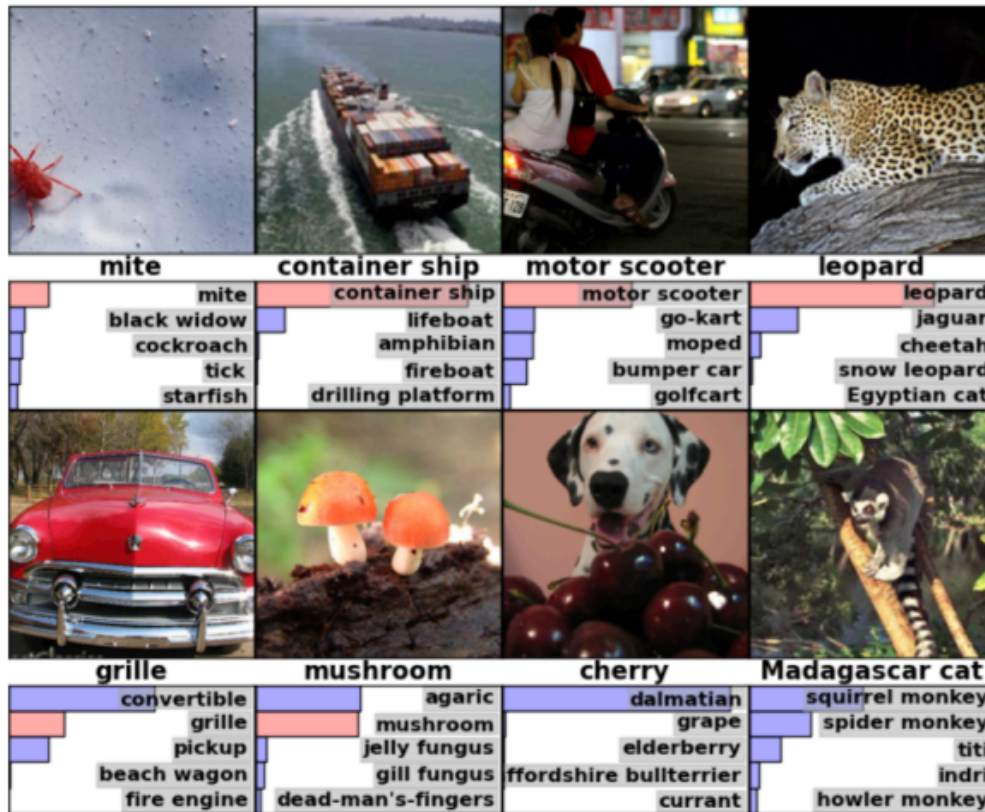 mite
container ship
motor scooter
leopard
mite
black widow
cockroach
tick
starfish
container ship
lifeboat
amphibian
fireboat
drilling platform
motor scooter
go-kart
moped
bumper car
golfcart
leopard
jaguar
cheetah
snow leopard
Egyptian cat
grille
mushroom
cherry
Madagascar cat
convertible
grille
pickup
beach wagon
fire engine
agaric
mushroom
jelly fungus
gill fungus
dead-man's-fingers
dalmatian
grape
elderberry
ffordshire bullterrier
currant
squirrel monkey
spider monkey
titi
indri
howler monkey